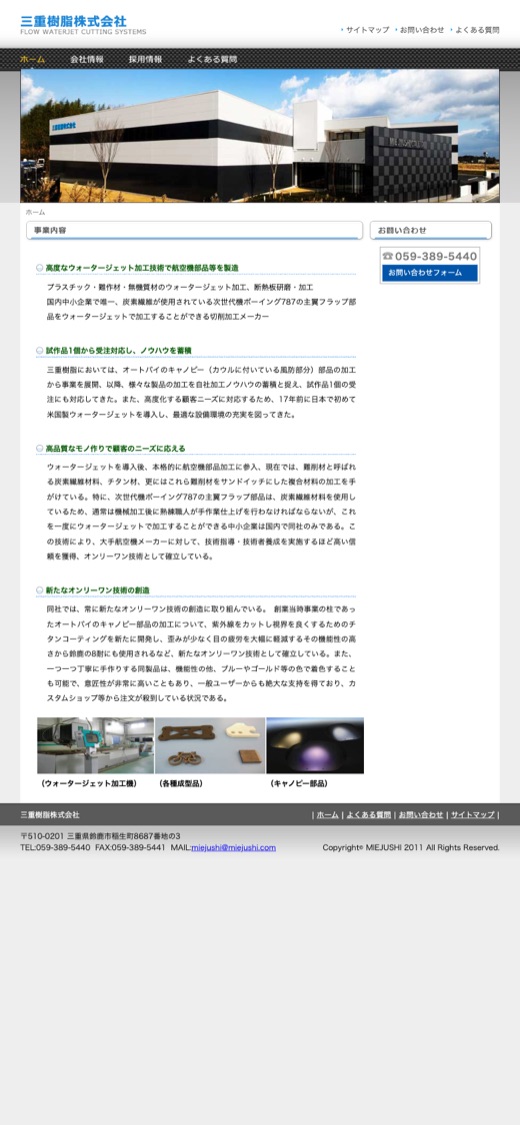 三重樹脂株式会社
FLOW WATERJET CUTTING SYSTEMS
サイトマップ お問い合わせ よくある質問
ホーム 会社情報 採用情報 よくある質問
三重樹脂株式会社
ホーム
事業内容
お問い合わせ
☏059-389-5440
お問い合わせフォーム
高度なウォータージェット加工技術で航空機部品等を製造
プラスチック・難作材・無機質材のウォータージェット加工、断熱板研磨・加工
国内中小企業で唯一、炭素繊維が使用されている次世代機ボーイング787の主翼フラップ部
品をウォータージェットで加工することができる切削加工メーカー
試作品1個から受注対応し、ノウハウを蓄積
三重樹脂においては、オートバイのキャノピー（カウルに付いている風防部分）部品の加工
から事業を展開、以降、様々な製品の加工を自社加工ノウハウの蓄積と捉え、試作品1個の受
注にも対応してきた。また、高度化する顧客ニーズに対応するため、17年前に日本で初めて
米国製ウォータージェットを導入し、最適な設備環境の充実を図ってきた。
高品質なモノ作りで顧客のニーズに応える
ウォータージェットを導入後、本格的に航空機部品加工に参入、現在では、難削材と呼ばれ
る炭素繊維材料、チタン材、更にはこれら難削材をサンドイッチにした複合材料の加工を手
がけている。特に、次世代機ボーイング787の主翼フラップ部品は、炭素繊維材料を使用し
ているため、通常は機械加工後に熟練職人が手作業仕上げを行わなければならないが、これ
を一度にウォータージェットで加工することができる中小企業は国内で同社のみである。こ
の技術により、大手航空機メーカーに対して、技術指導・技術者養成を実施するほど高い信
頼を獲得、オンリーワン技術として確立している。
新たなオンリーワン技術の創造
同社では、常に新たなオンリーワン技術の創造に取り組んでいる。 創業当時事業の柱であっ
たオートバイのキャノピー部品の加工について、紫外線をカットし視界を良くするためのチ
タンコーティングを新たに開発し、歪みが少なく目の疲労を大幅に軽減するその機能性の高
さから鈴鹿の8耐にも使用されるなど、新たなオンリーワン技術として確立している。また、
一つ一つ丁寧に手作りする同製品は、機能性の他、ブルーやゴールド等の色で着色すること
も可能で、意匠性が非常に高いこともあり、一般ユーザーからも絶大な支持を得ており、カ
スタムショップ等から注文が殺到している状況である。
（ウォータージェット加工機） （各種成型品） （キャノピー部品）
三重樹脂株式会社
| ホーム | よくある質問 | お問い合わせ | サイトマップ |
〒510-0201 三重県鈴鹿市稲生町8687番地の3
TEL:059-389-5440 FAX:059-389-5441 MAIL:miejushi@miejushi.com
Copyright© MIEJUSHI 2011 All Rights Reserved.